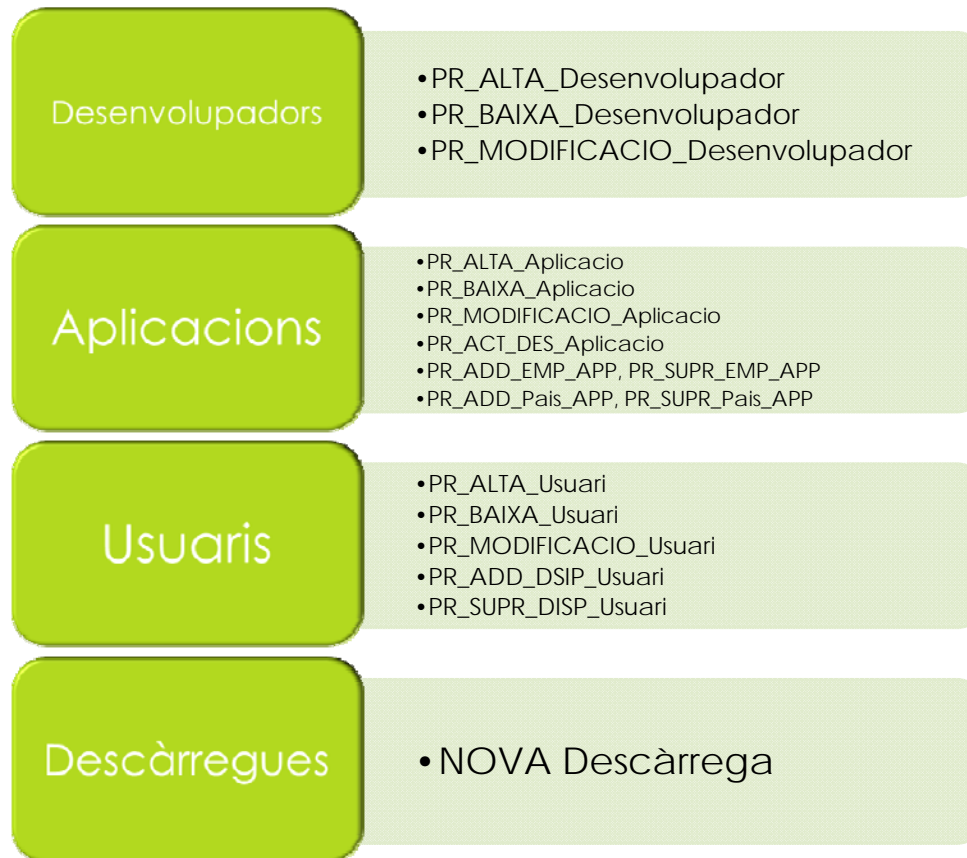 Desenvolupadors
•PR_ALTA_Desenvolupador
•PR_BAIXA_Desenvolupador
•PR_MODIFICACIO_Desenvolupador
Aplicacions
•PR_ALTA_Aplicacio
•PR_BAIXA_Aplicacio
•PR_MODIFICACIO_Aplicacio
•PR_ACT_DES_Aplicacio
•PR_ADD_EMP_APP, PR_SUPR_EMP_APP
•PR_ADD_Pais_APP, PR_SUPR_Pais_APP
Usuaris
•PR_ALTA_Usuari
•PR_BAIXA_Usuari
•PR_MODIFICACIO_Usuari
•PR_ADD_DSIP_Usuari
•PR_SUPR_DISP_Usuari
Descàrregues
•NOVA Descàrrega